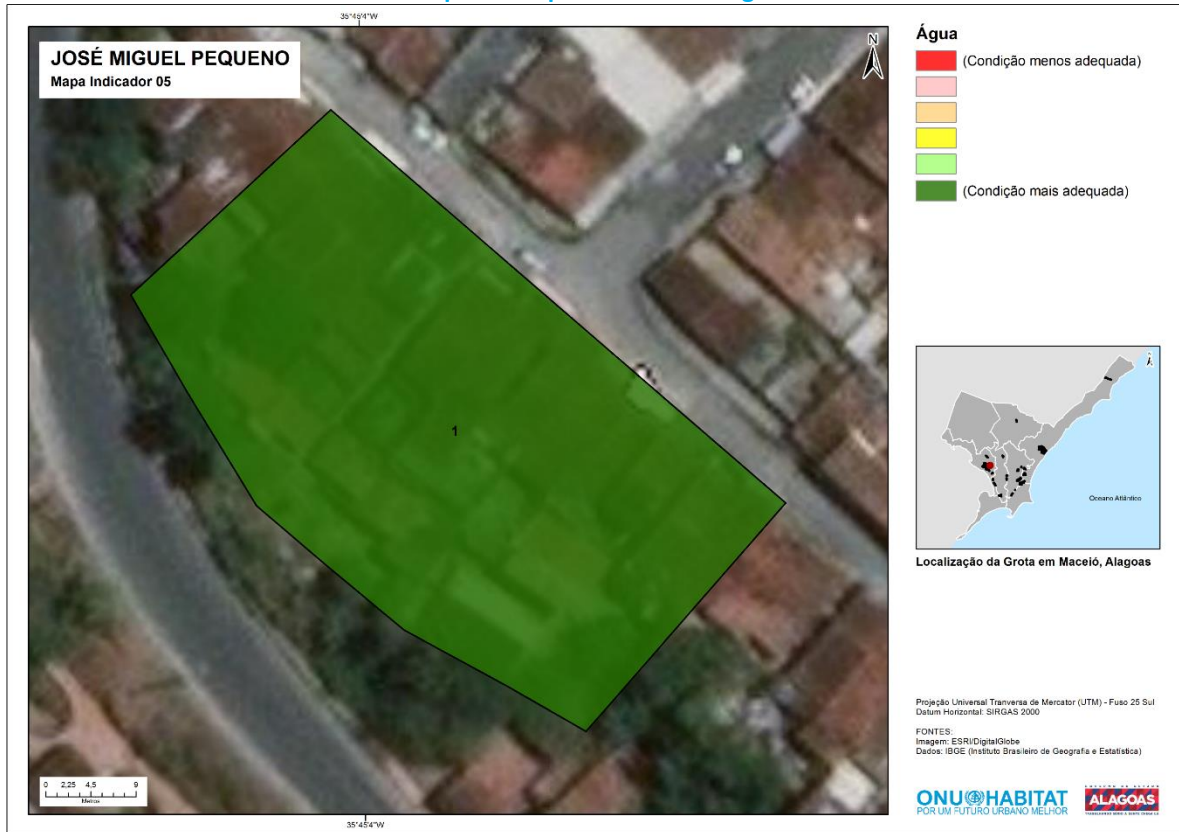 35°45'4"W
JOSÉ MIGUEL PEQUENO
Mapa Indicador 05
N
1
0 2,25 4,5 9
Metros
35°45'4"W
Água
(Condição menos adequada)
(Condição mais adequada)
Oceano Atlântico
Localização da Grota em Maceió, Alagoas
Projeção Universal Tranversa de Mercator (UTM) - Fuso 25 Sul
Datum Horizontal: SIRGAS 2000
FONTES:
Imagem: ESRI/DigitalGlobe
Dados: IBGE (Instituto Brasileiro de Geografia e Estatística)
ONU HABITAT
POR UM FUTURO URBANO MELHOR
ALAGOAS